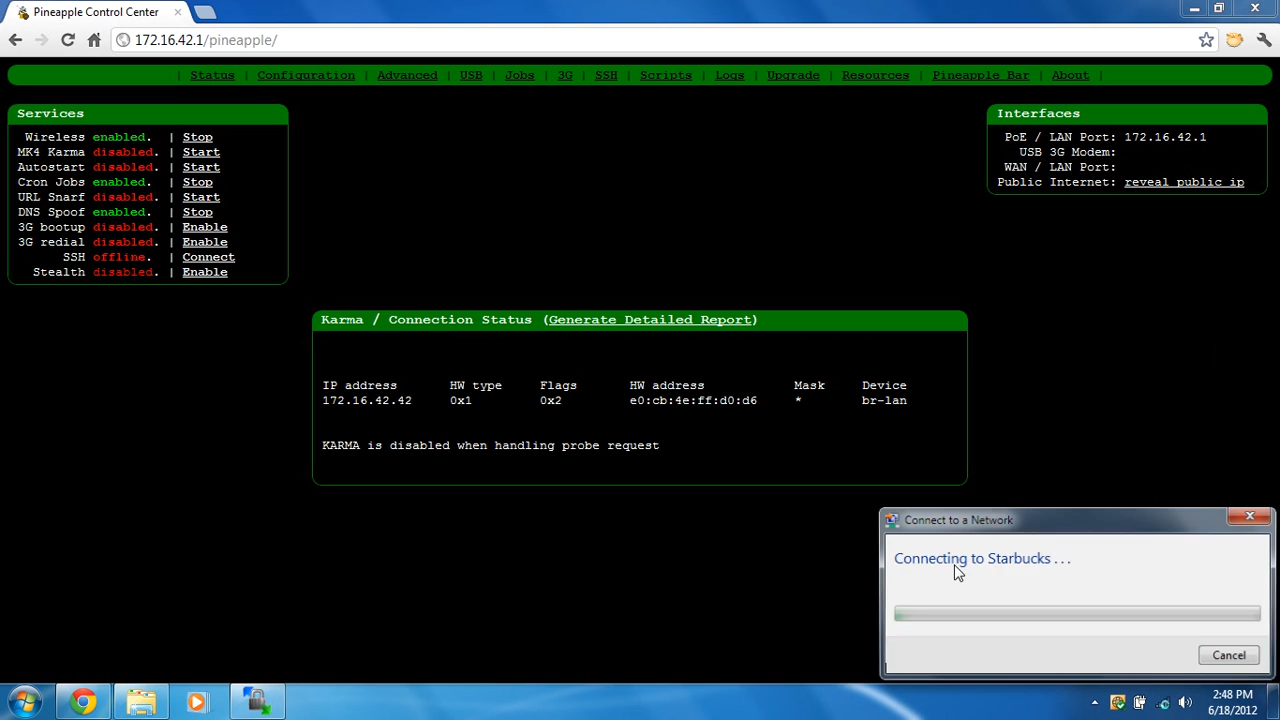 Pineapple Control Center
172.16.42.1/pineapple/
| Status | Configuration | Advanced | USB | Jobs | 3G | SSH | Scripts | Logs | Upgrade | Resources | Pineapple Bar | About |
Services
Wireless enabled. | Stop
MK4 Karma disabled. | Start
Autostart disabled. | Start
Cron Jobs enabled. | Stop
URL Snarf disabled. | Start
DNS Spoof enabled. | Stop
3G bootup disabled. | Enable
3G redial disabled. | Enable
SSH offline. | Connect
Stealth disabled. | Enable
Interfaces
PoE / LAN Port: 172.16.42.1
USB 3G Modem:
WAN / LAN Port:
Public Internet: reveal public ip
Karma / Connection Status (Generate Detailed Report)
IP address HW type Flags HW address Mask Device
172.16.42.42 0x1 0x2 e0:cb:4e:ff:d0:d6 * br-lan
KARMA is disabled when handling probe request
Connect to a Network
Connecting to Starbucks . . .
Cancel
2:48 PM
6/18/2012